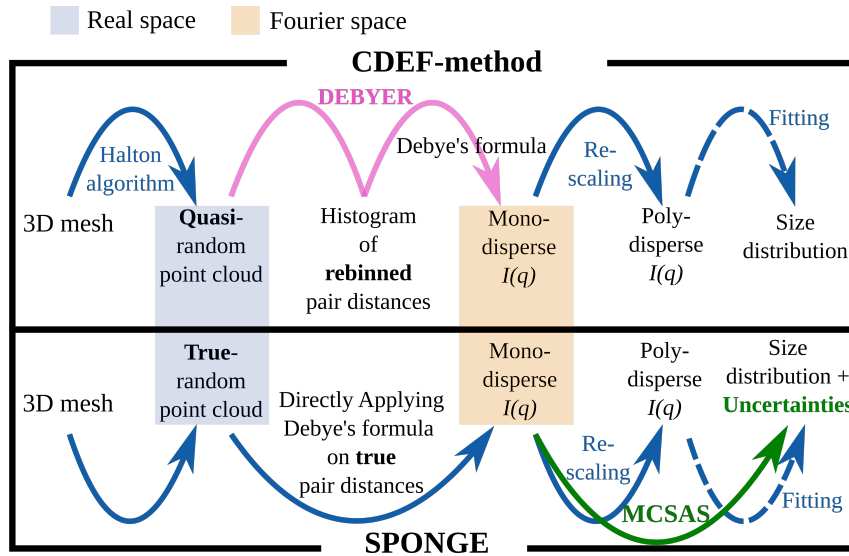 Real space
Fourier space
CDEF-method
DEBYER
Halton
algorithm
Debye's formula
Re-
scaling
Fitting
3D mesh
Quasi-
random
point cloud
Histogram
of
rebinned
pair distances
Mono-
disperse
I(q)
Poly-
disperse
I(q)
Size
distribution
3D mesh
True-
random
point cloud
Directly Applying
Debye's formula
on true
pair distances
Mono-
disperse
I(q)
Poly-
disperse
I(q)
Size
distribution +
Uncertainties
Re-
scaling
MCSAS
Fitting
SPONGE